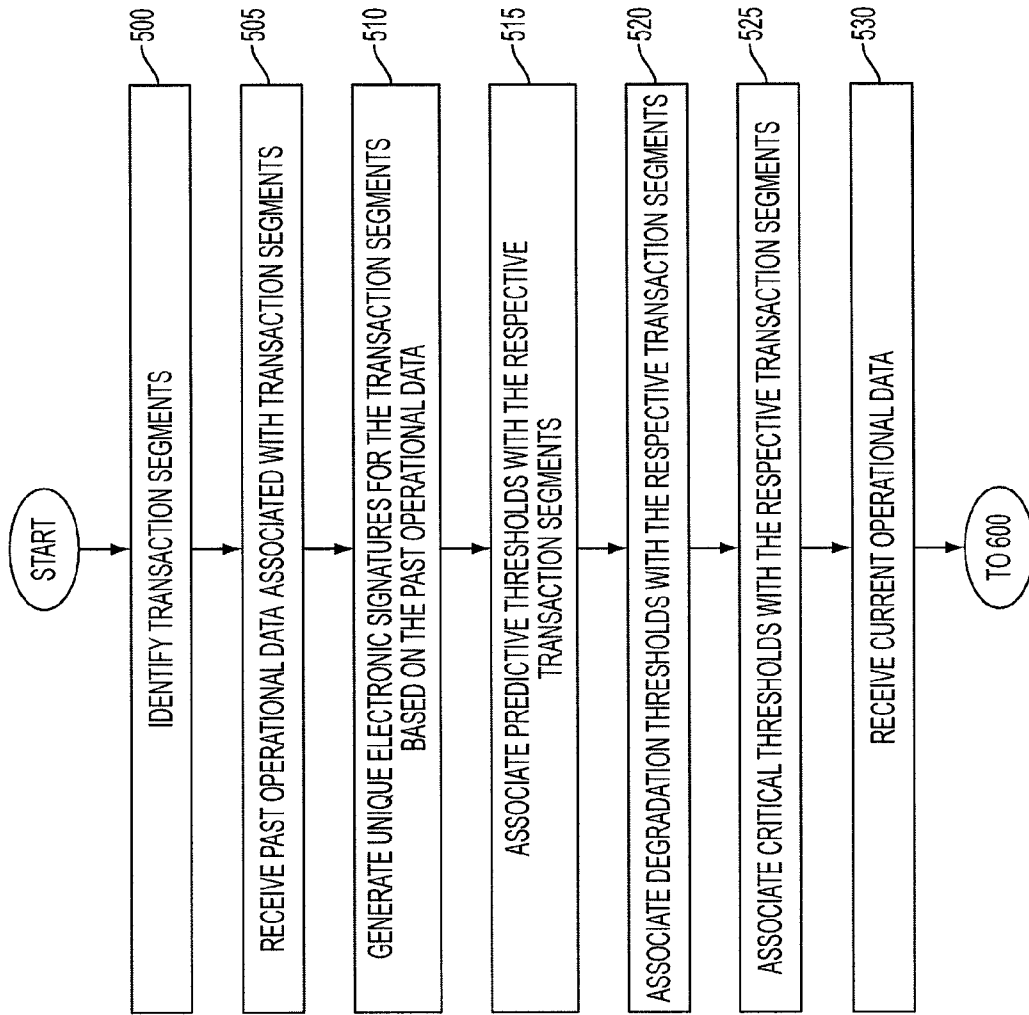 START
IDENTIFY TRANSACTION SEGMENTS
500
RECEIVE PAST OPERATIONAL DATA ASSOCIATED WITH TRANSACTION SEGMENTS
505
GENERATE UNIQUE ELECTRONIC SIGNATURES FOR THE TRANSACTION SEGMENTS
BASED ON THE PAST OPERATIONAL DATA
510
ASSOCIATE PREDICTIVE THRESHOLDS WITH THE RESPECTIVE
TRANSACTION SEGMENTS
515
ASSOCIATE DEGRADATION THRESHOLDS WITH THE RESPECTIVE TRANSACTION SEGMENTS
520
ASSOCIATE CRITICAL THRESHOLDS WITH THE RESPECTIVE TRANSACTION SEGMENTS
525
RECEIVE CURRENT OPERATIONAL DATA
530
TO 600